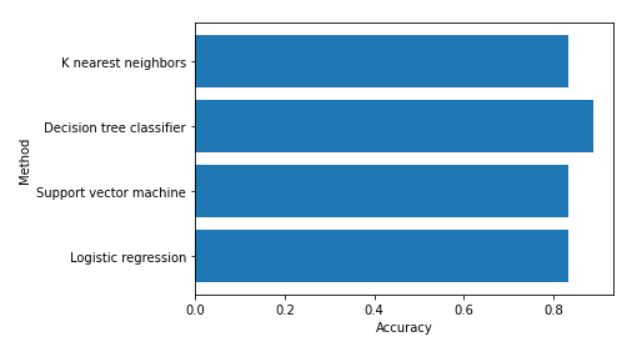 K nearest neighbors
Decision tree classifier
Method
Support vector machine
Logistic regression
0.0 0.2 0.4 0.6 0.8
Accuracy